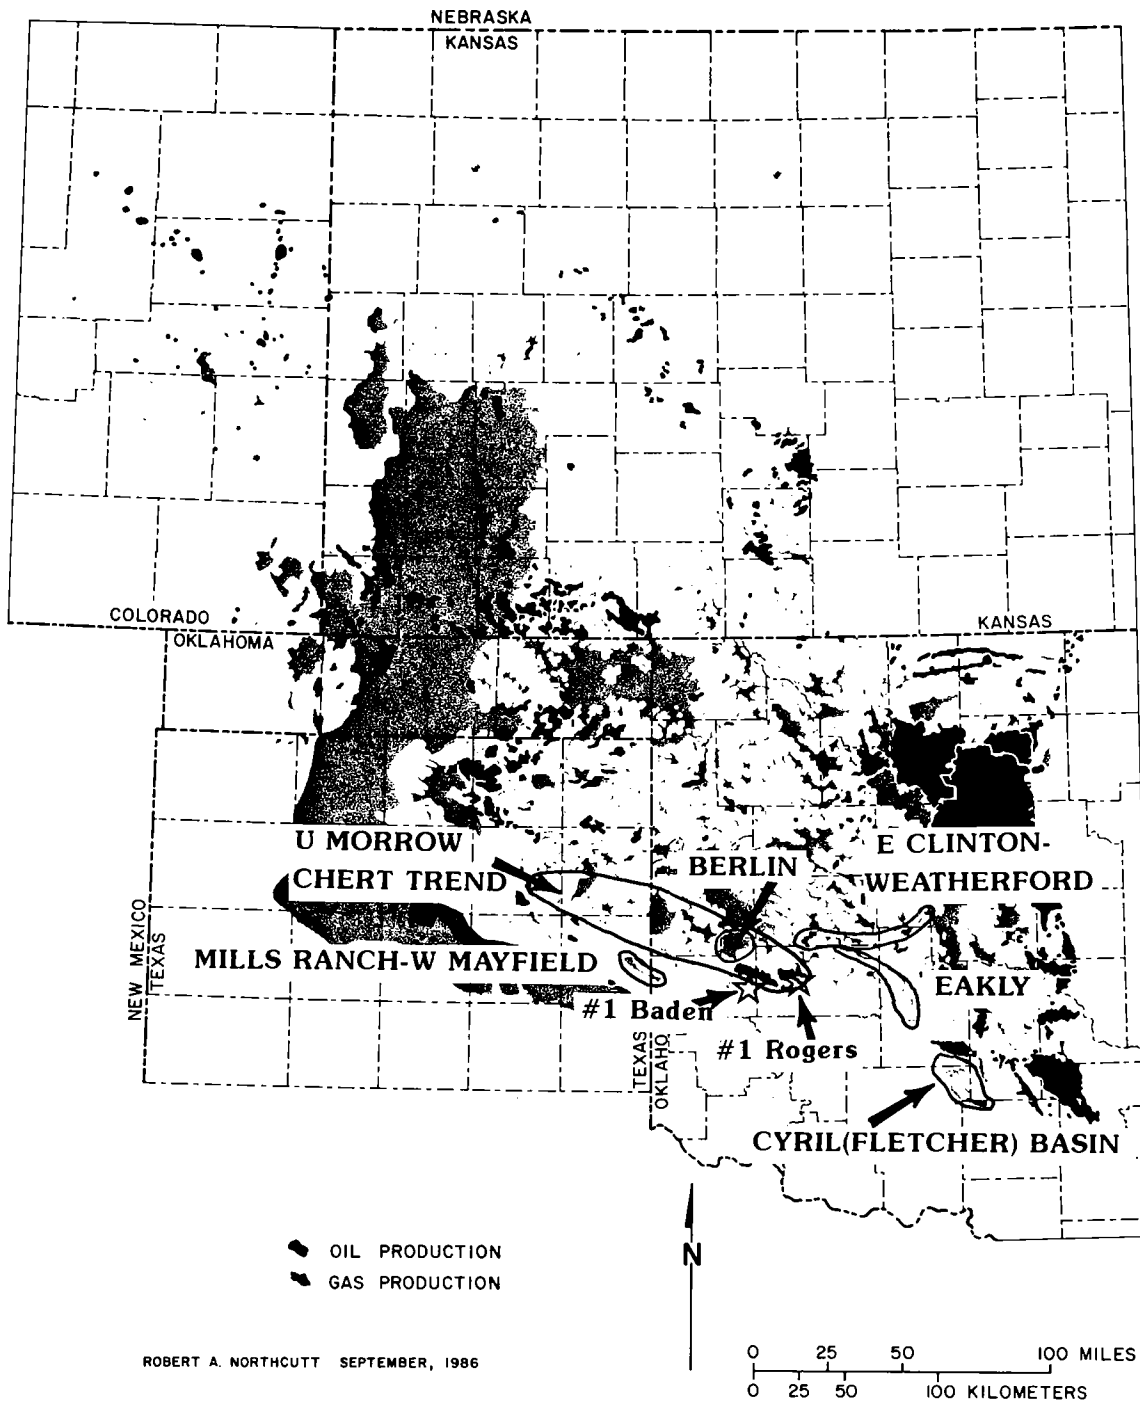 NEBRASKA
KANSAS
COLORADO
OKLAHOMA
KANSAS
U MORROW
CHERT TREND
BERLIN
E CLINTON-
WEATHERFORD
MILLS RANCH-W MAYFIELD
NEW MEXICO
TEXAS
EAKLY
#1 Baden
#1 Rogers
TEXAS
OKLAHO
CYRIL(FLETCHER) BASIN
N
OIL PRODUCTION
GAS PRODUCTION
ROBERT A. NORTHCUTT SEPTEMBER, 1986
0 25 50 100 MILES
0 25 50 100 KILOMETERS